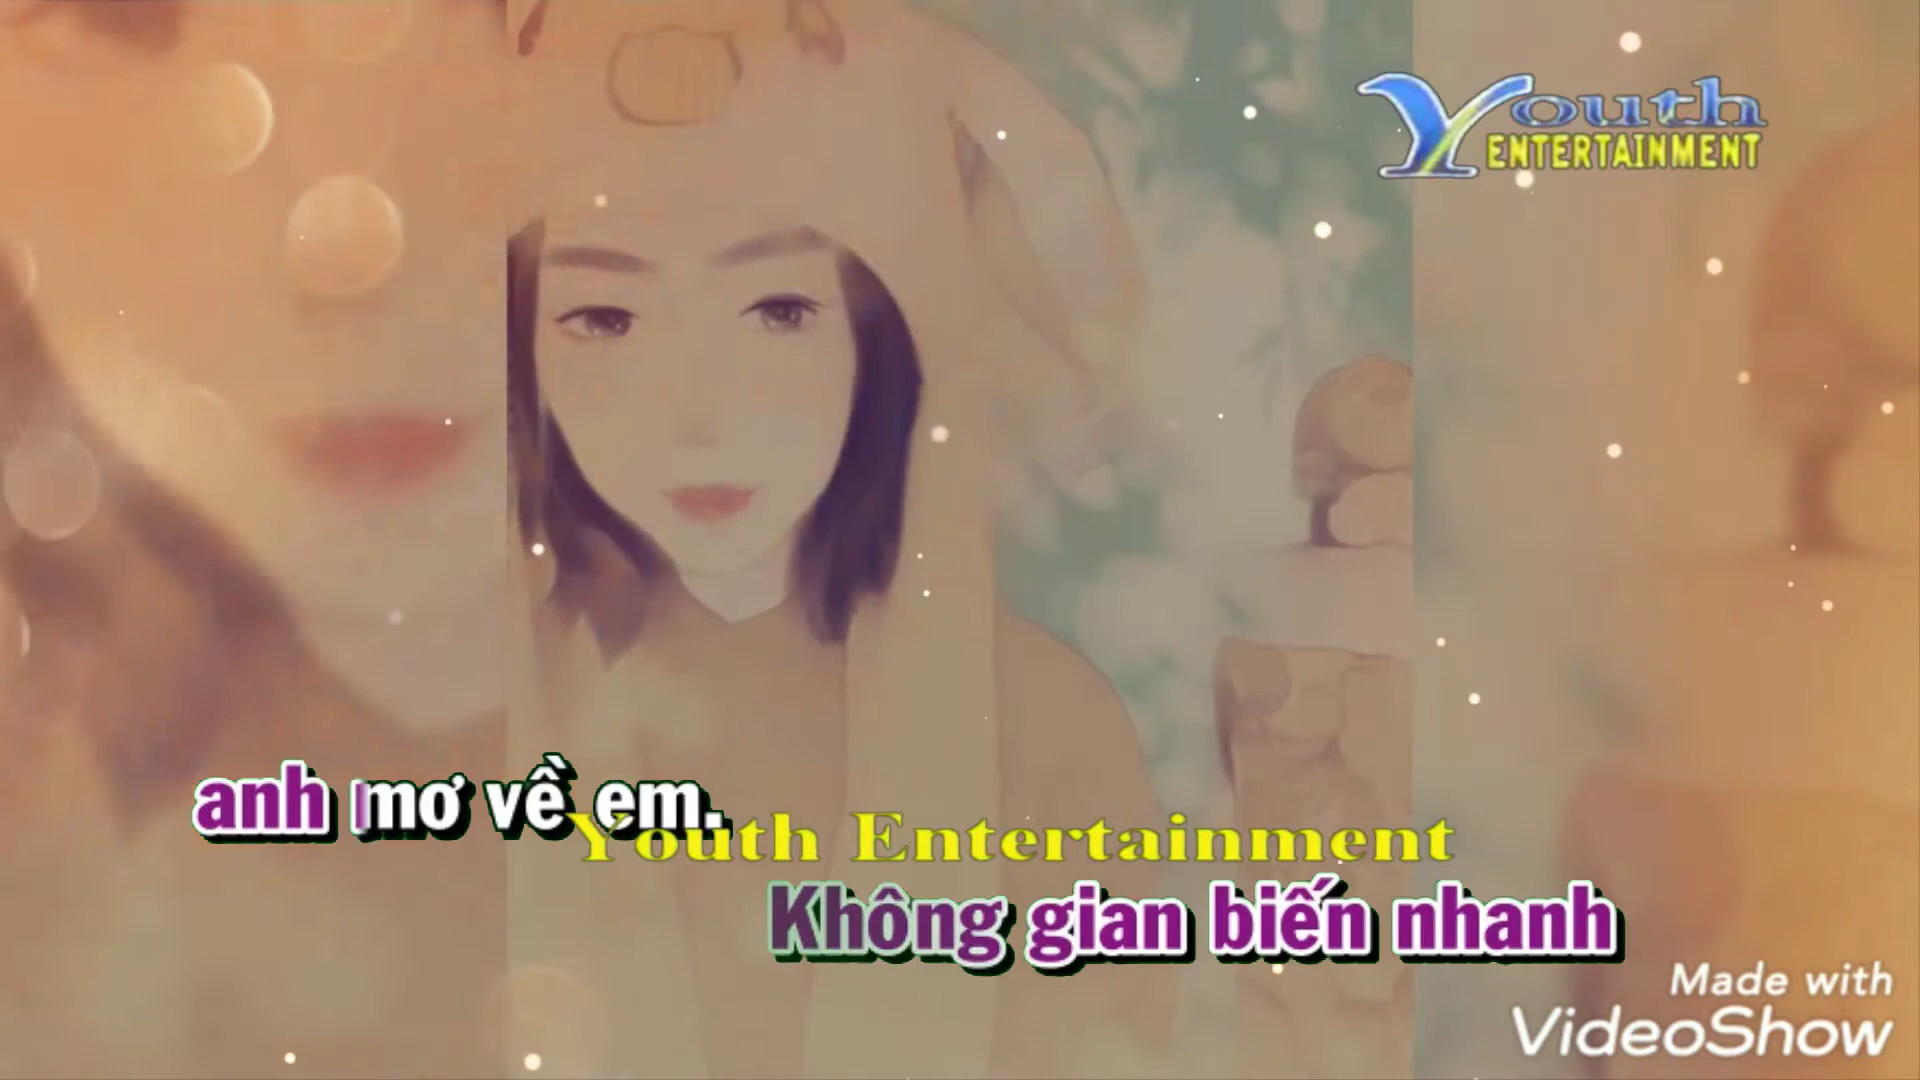 Youth
ENTERTAINMENT
anh mơ về em.
Youth Entertainment
Không gian biến nhanh
Made with
VideoShow